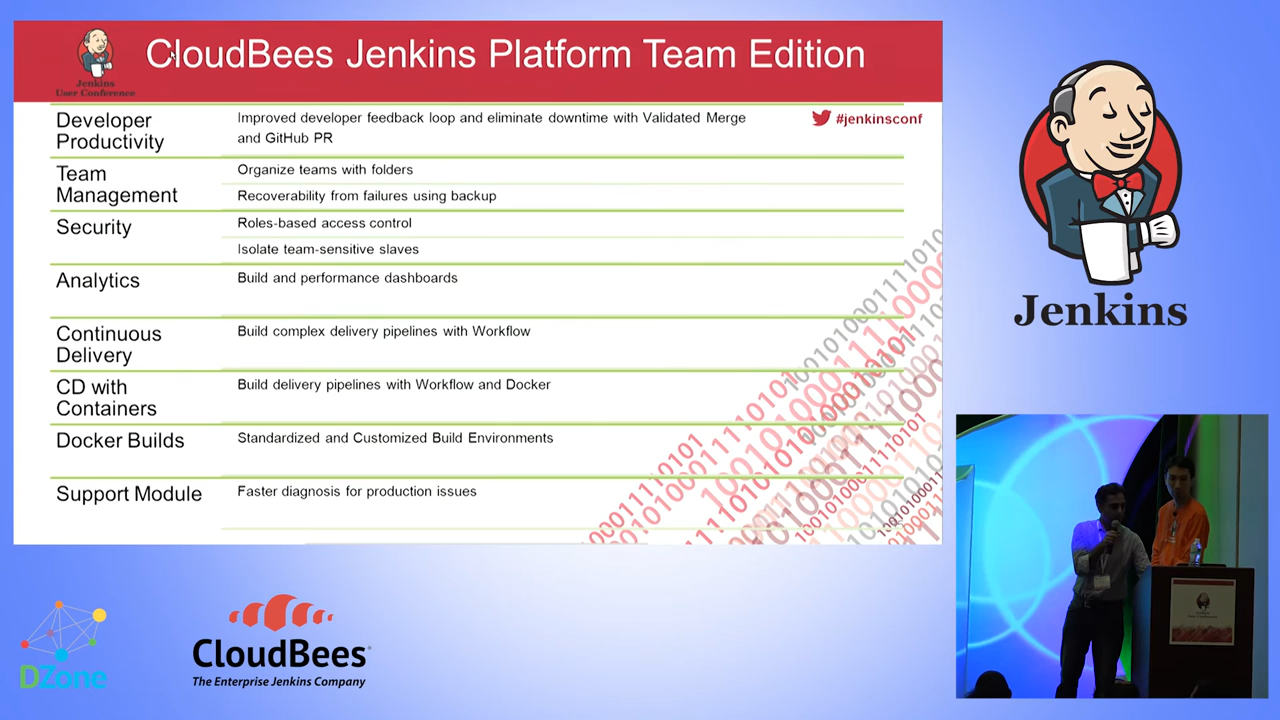 CloudBees Jenkins Platform Team Edition
Jenkins
User Conference
#jenkinsconf
Developer
Productivity
Improved developer feedback loop and eliminate downtime with Validated Merge
and GitHub PR
Team
Management
Organize teams with folders
Recoverability from failures using backup
Security
Roles-based access control
Isolate team-sensitive slaves
Analytics
Build and performance dashboards
Continuous
Delivery
Build complex delivery pipelines with Workflow
CD with
Containers
Build delivery pipelines with Workflow and Docker
Docker Builds
Standardized and Customized Build Environments
Support Module
Faster diagnosis for production issues
Jenkins
DZone
CloudBees
The Enterprise Jenkins Company